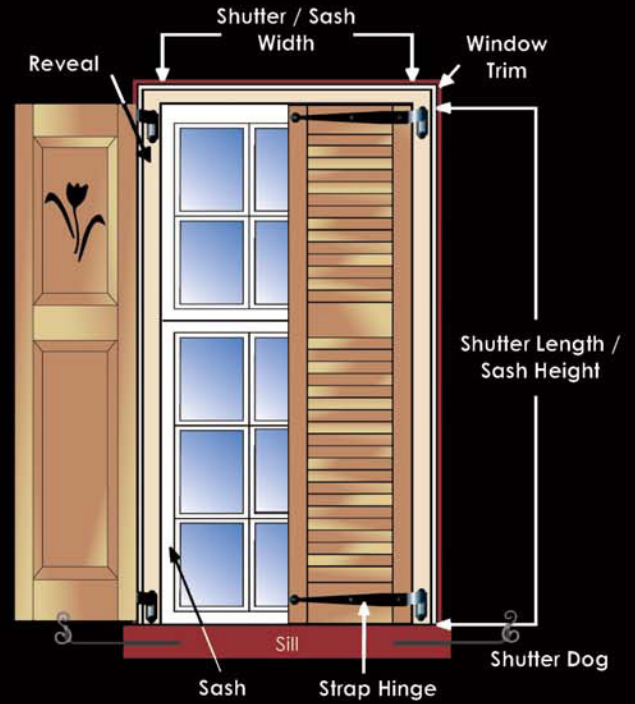 Shutter / Sash
Width
Reveal
Window
Trim
Shutter Length /
Sash Height
Sill
Shutter Dog
Sash
Strap Hinge